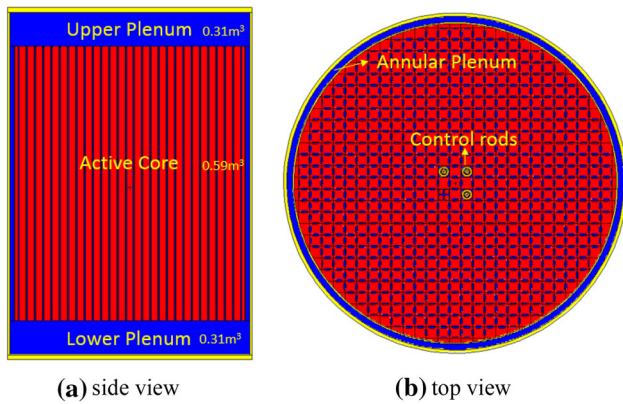 Upper Plenum 0.31m³
Active Core 0.59m³
Lower Plenum 0.31m³
(a) side view
Annular Plenum
Control rods
(b) top view